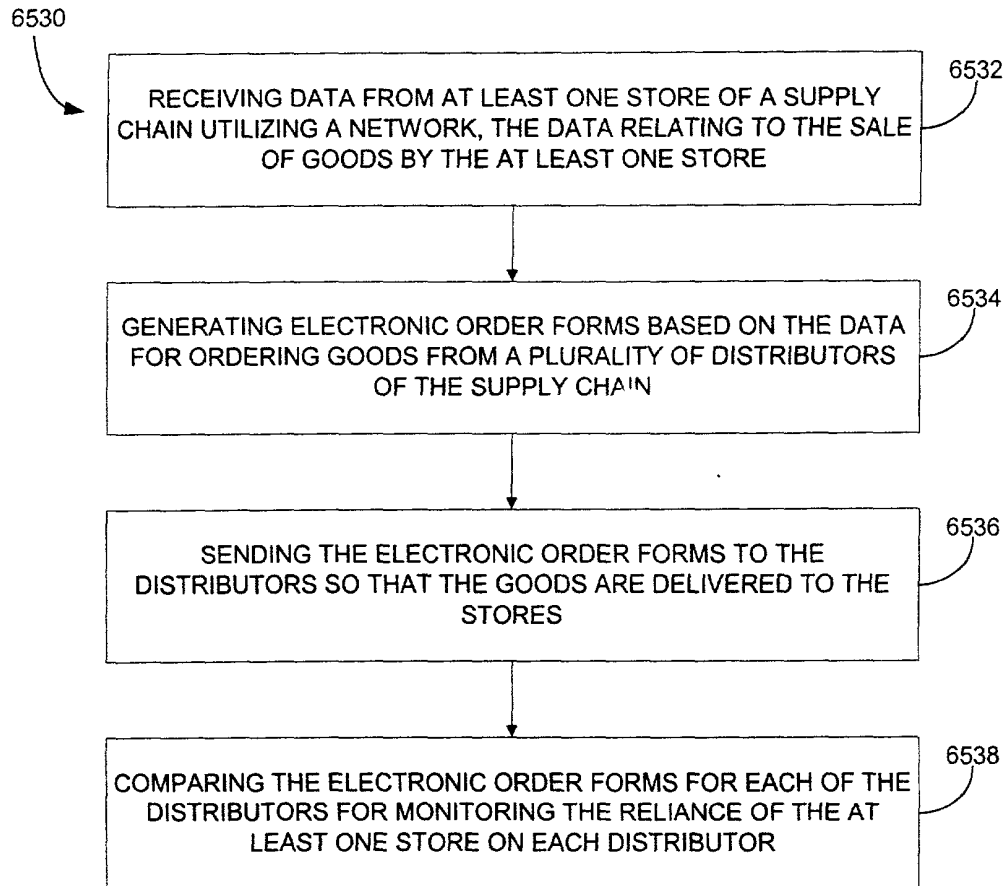 6530
6532
RECEIVING DATA FROM AT LEAST ONE STORE OF A SUPPLY
CHAIN UTILIZING A NETWORK, THE DATA RELATING TO THE SALE
OF GOODS BY THE AT LEAST ONE STORE
6534
GENERATING ELECTRONIC ORDER FORMS BASED ON THE DATA
FOR ORDERING GOODS FROM A PLURALITY OF DISTRIBUTORS
OF THE SUPPLY CHAIN
6536
SENDING THE ELECTRONIC ORDER FORMS TO THE
DISTRIBUTORS SO THAT THE GOODS ARE DELIVERED TO THE
STORES
6538
COMPARING THE ELECTRONIC ORDER FORMS FOR EACH OF THE
DISTRIBUTORS FOR MONITORING THE RELIANCE OF THE AT
LEAST ONE STORE ON EACH DISTRIBUTOR